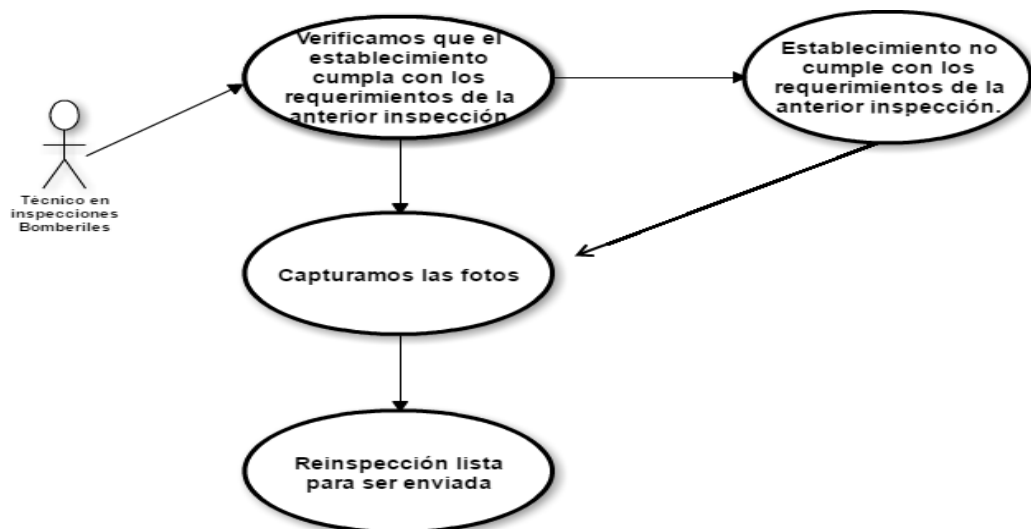 Verificamos que el
establecimiento
cumpla con los
requerimientos de la
anterior inspección
Establecimiento no
cumple con los
requerimientos de la
anterior inspección.
Técnico en
inspecciones
Bomberiles
Capturamos las fotos
Reinspección lista
para ser enviada